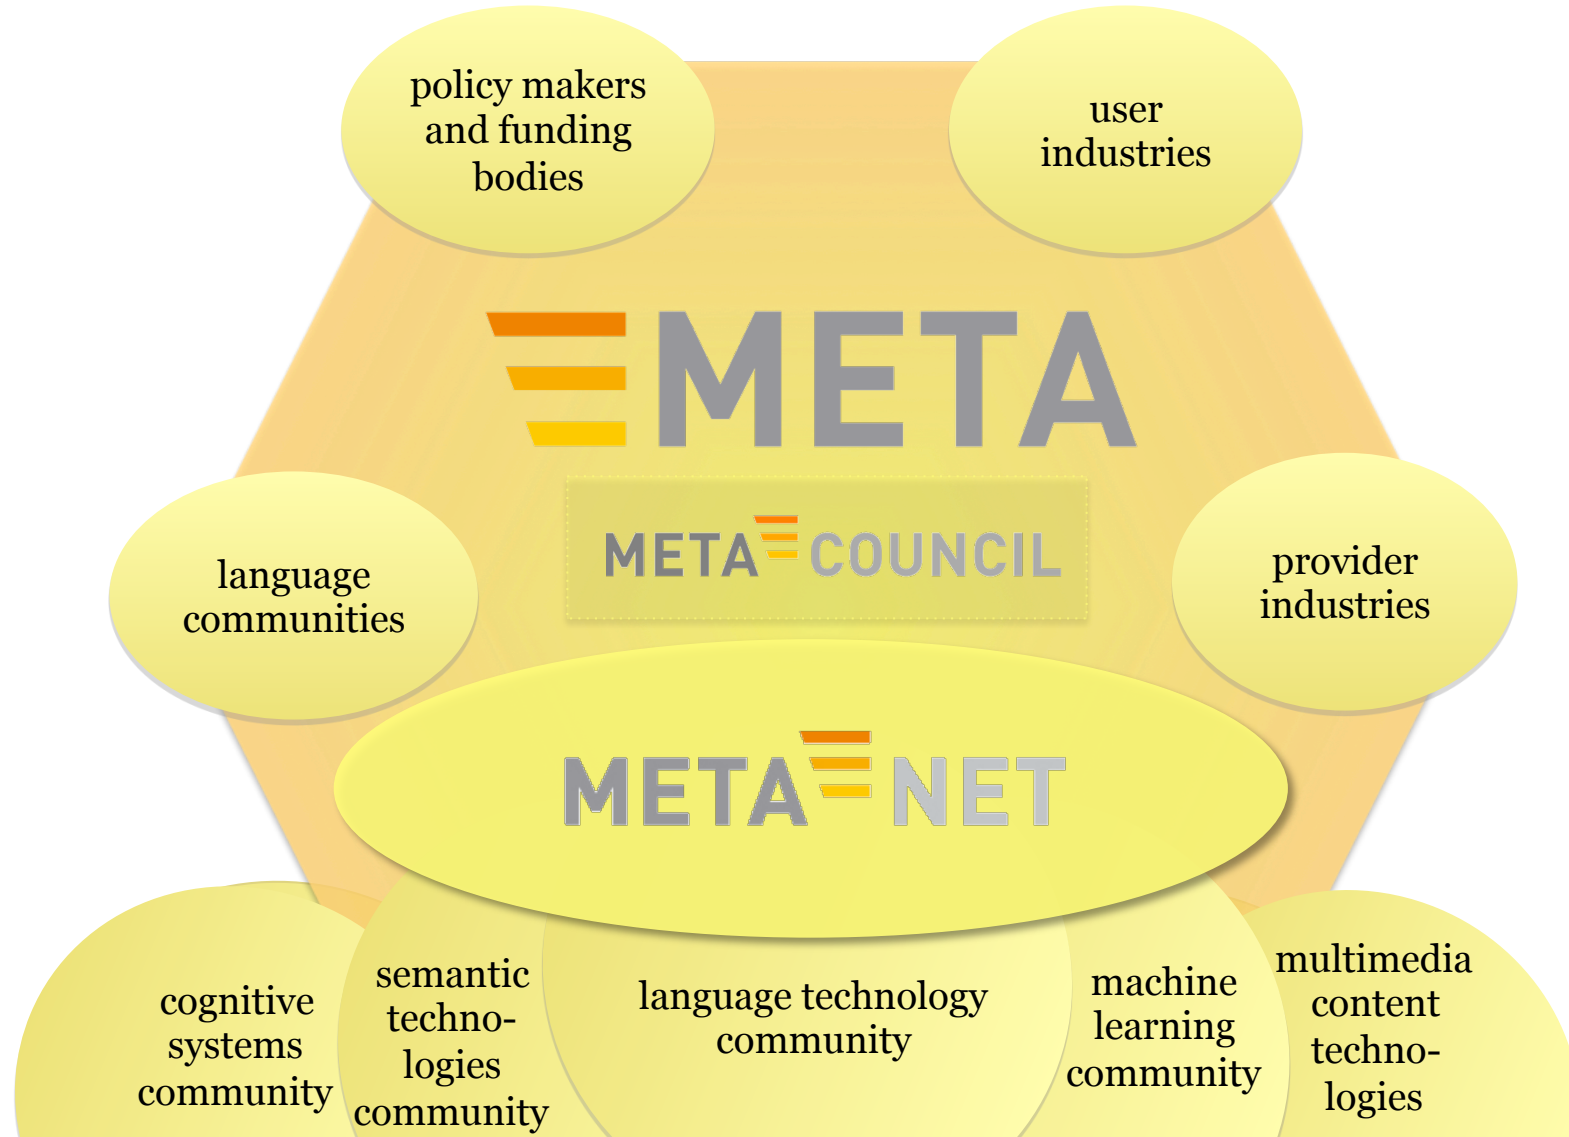 policy makers
and funding
bodies
user
industries
META
META COUNCIL
language
communities
provider
industries
META NET
cognitive
systems
community
semantic
techno-
logies
community
language technology
community
machine
learning
community
multimedia
content
techno-
logies